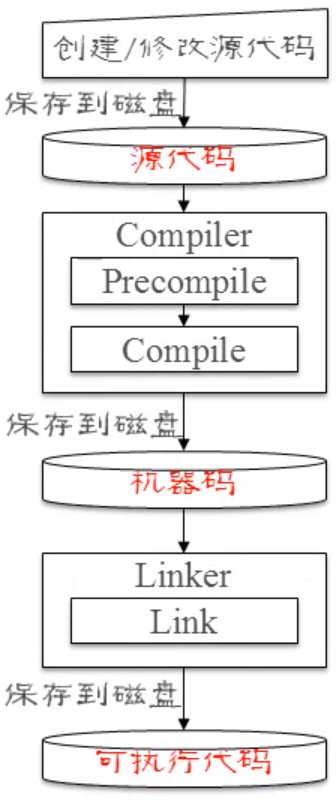 创建/修改源代码
保存到磁盘
源代码
Compiler
Precompile
Compile
保存到磁盘
机器码
Linker
Link
保存到磁盘
可执行代码